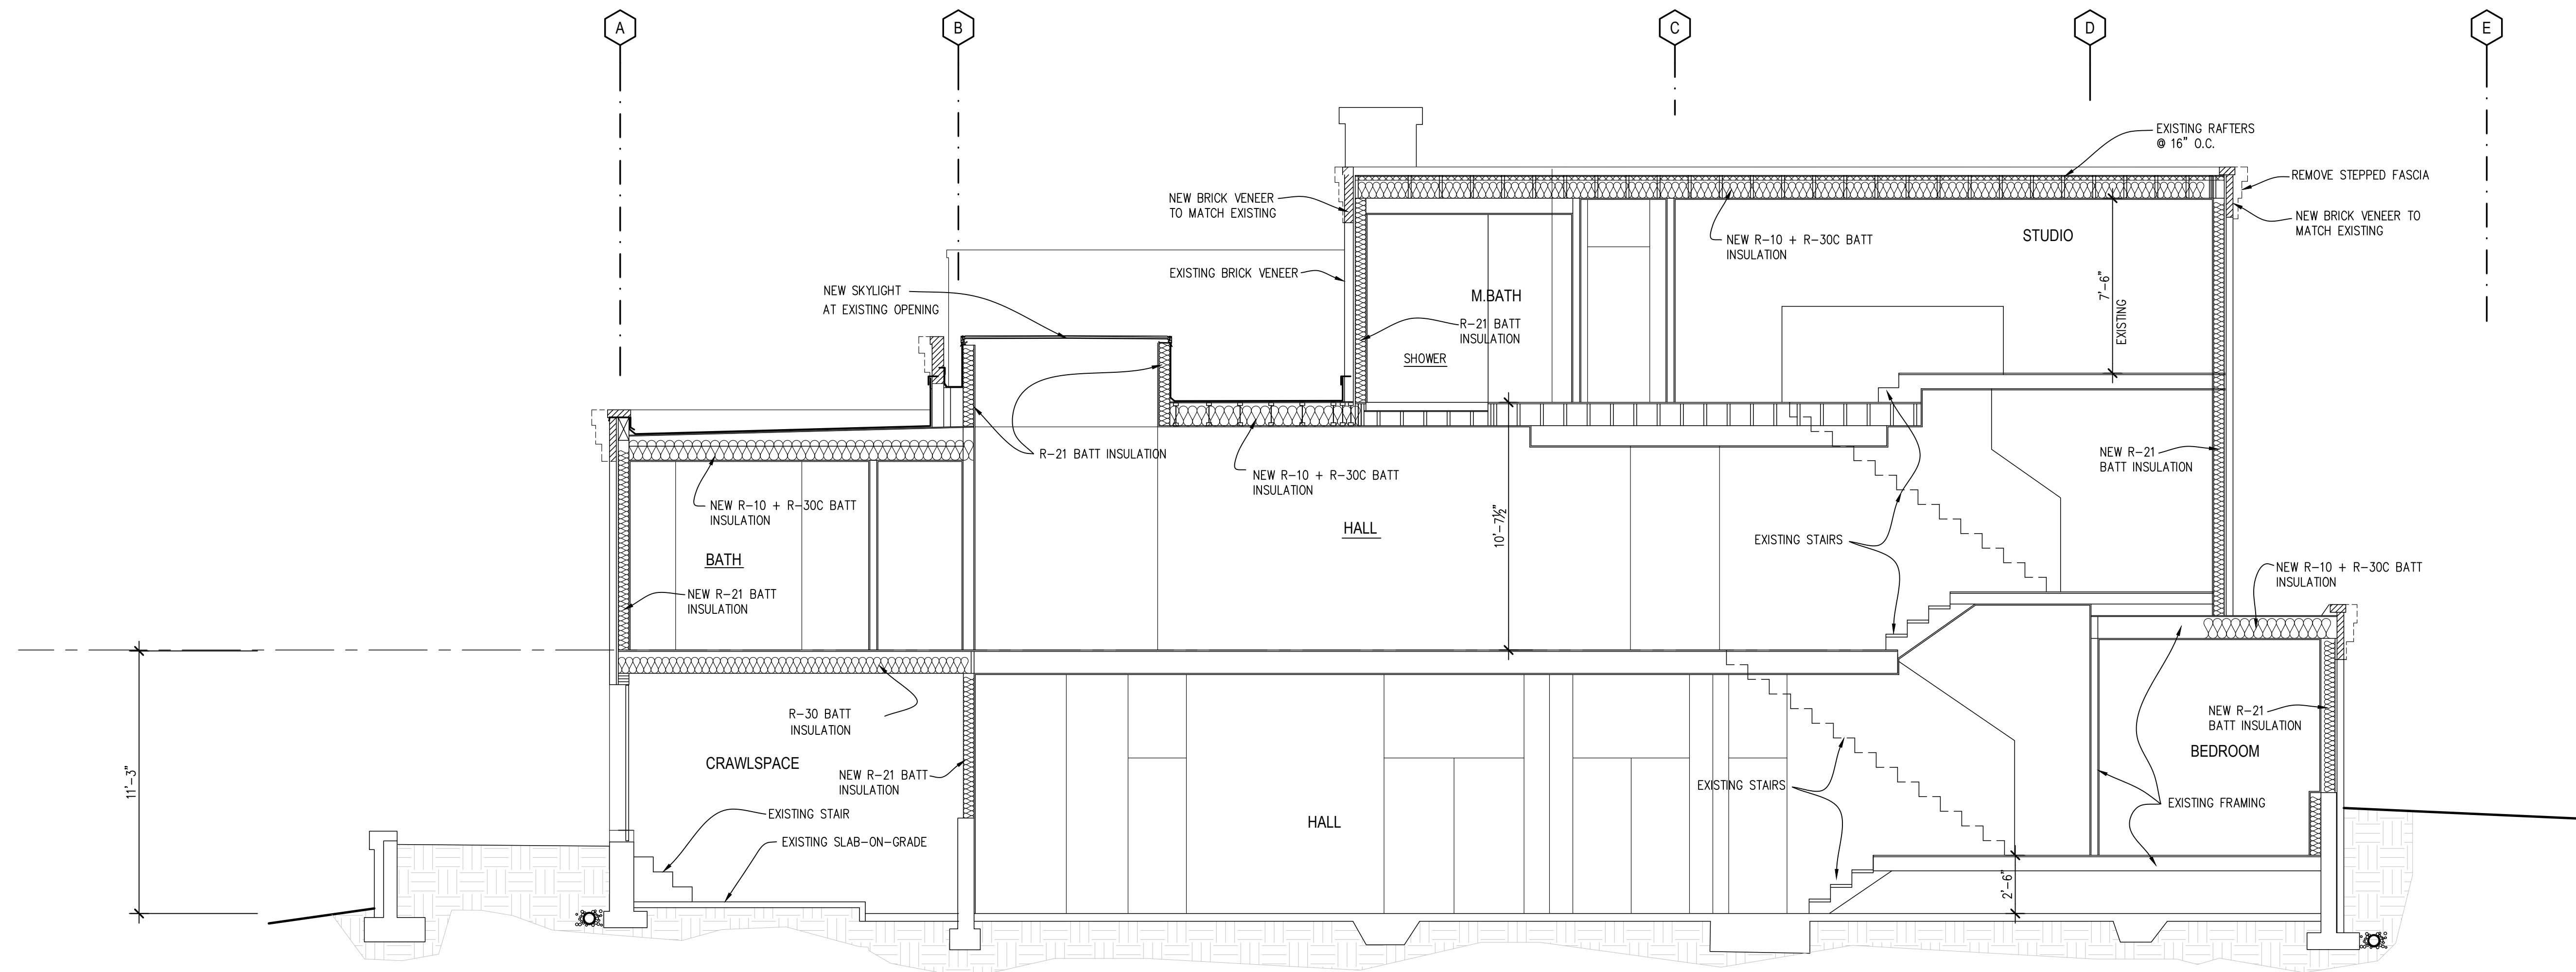 A
B
C
D
E
EXISTING RAFTERS
@ 16" O.C.
REMOVE STEPPED FASCIA
NEW BRICK VENEER
TO MATCH EXISTING
NEW BRICK VENEER TO
MATCH EXISTING
STUDIO
NEW R-10 + R-30C BATT
INSULATION
EXISTING BRICK VENEER
7'-6"
EXISTING
NEW SKYLIGHT
AT EXISTING OPENING
M.BATH
R-21 BATT
INSULATION
SHOWER
R-21 BATT INSULATION
NEW R-21
BATT INSULATION
NEW R-10 + R-30C BATT
INSULATION
NEW R-10 + R-30C BATT
INSULATION
HALL
10'-7½"
EXISTING STAIRS
BATH
NEW R-10 + R-30C BATT
INSULATION
NEW R-21 BATT
INSULATION
R-30 BATT
INSULATION
NEW R-21
BATT INSULATION
BEDROOM
CRAWLSPACE
NEW R-21 BATT
INSULATION
11'-3"
EXISTING STAIRS
EXISTING FRAMING
EXISTING STAIR
HALL
EXISTING SLAB-ON-GRADE
2'-6"